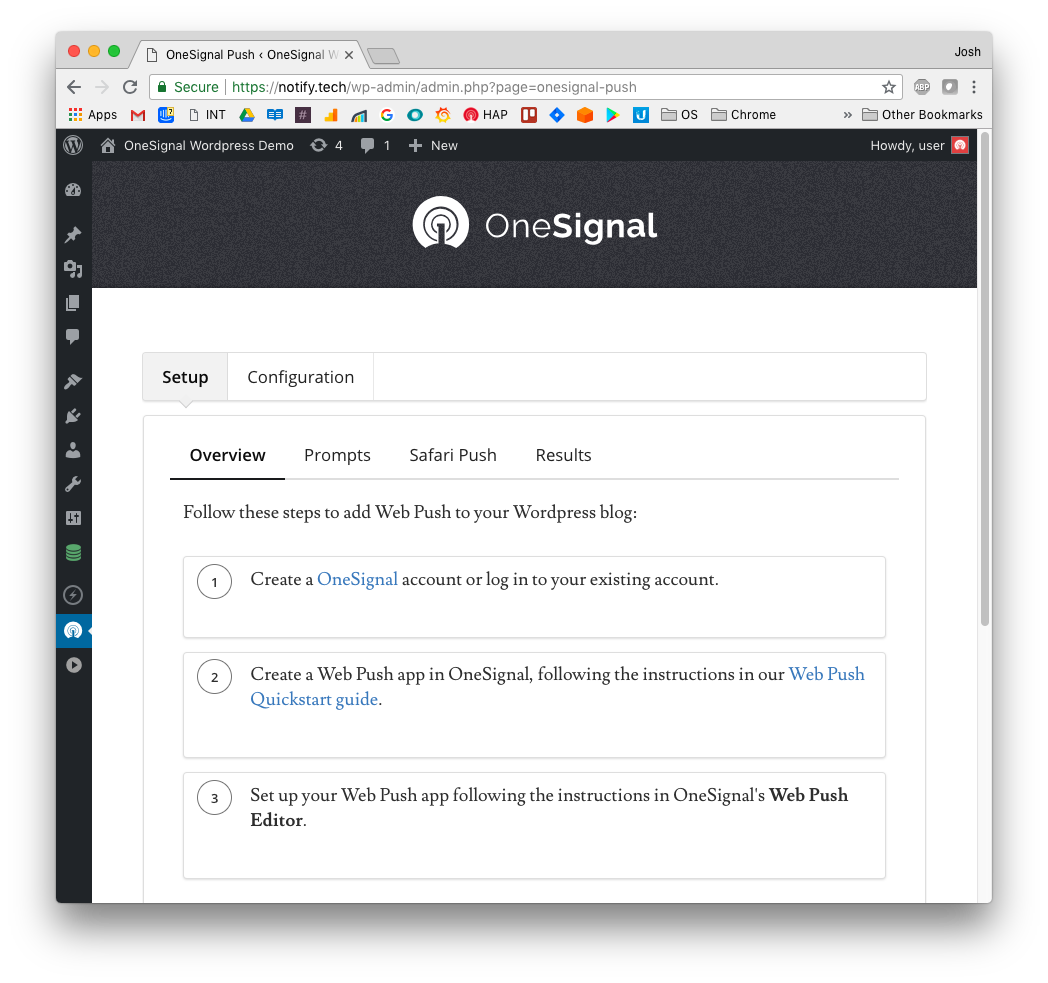 OneSignal Push ‹ OneSignal W
Josh
Secure https://notify.tech/wp-admin/admin.php?page=onesignal-push
ABP
Apps INT HAP OS Chrome » Other Bookmarks
OneSignal Wordpress Demo 4 1 New Howdy, user
OneSignal
Setup Configuration
Overview Prompts Safari Push Results
Follow these steps to add Web Push to your Wordpress blog:
1 Create a OneSignal account or log in to your existing account.
2 Create a Web Push app in OneSignal, following the instructions in our Web Push
Quickstart guide.
3 Set up your Web Push app following the instructions in OneSignal's Web Push
Editor.